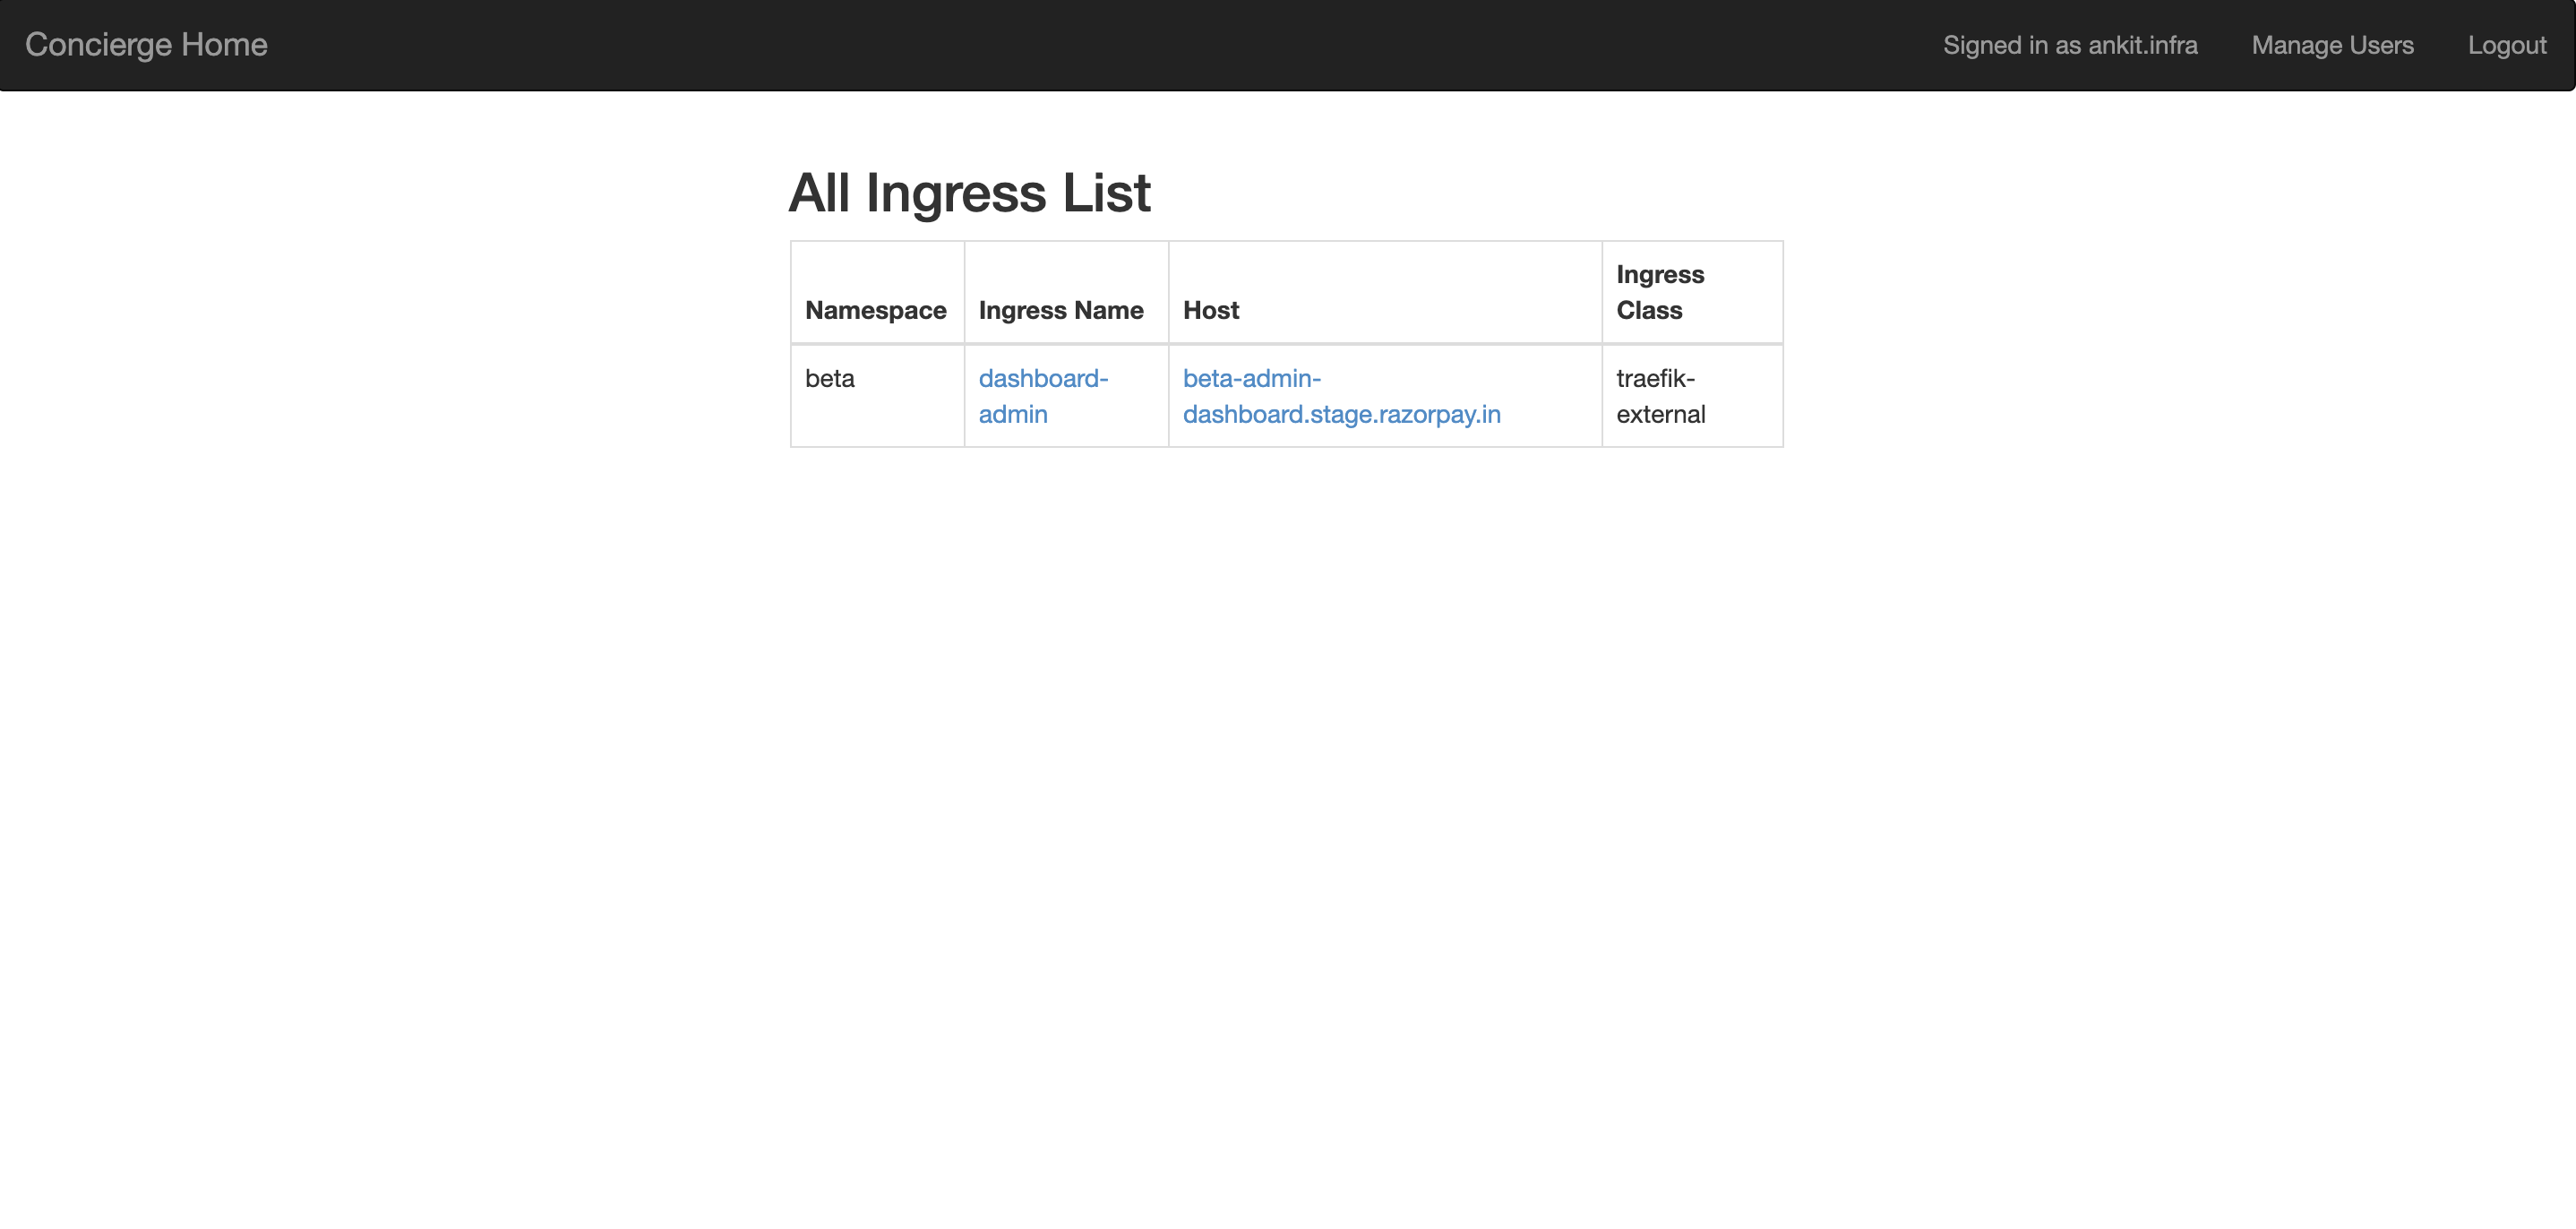 Concierge Home Signed in as ankit.infra Manage Users Logout
All Ingress List
Namespace Ingress Name Host Ingress Class
beta dashboard-admin beta-admin-dashboard.stage.razorpay.in traefik-external